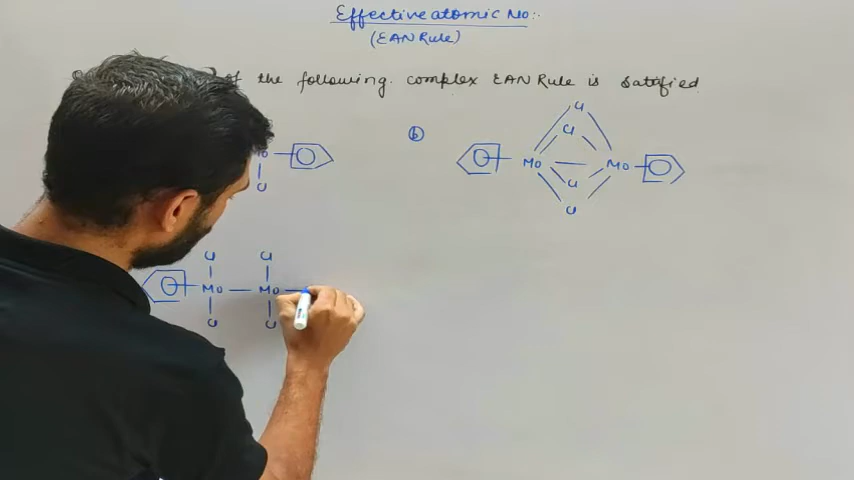 Effective atomic No:-
(EAN Rule)
of the following complex EAN Rule is satisfied
Cl
ⓑ Cl
Mo Mo
Cl
Cl
Cl
Cl Cl
Mo Mo
Cl Cl